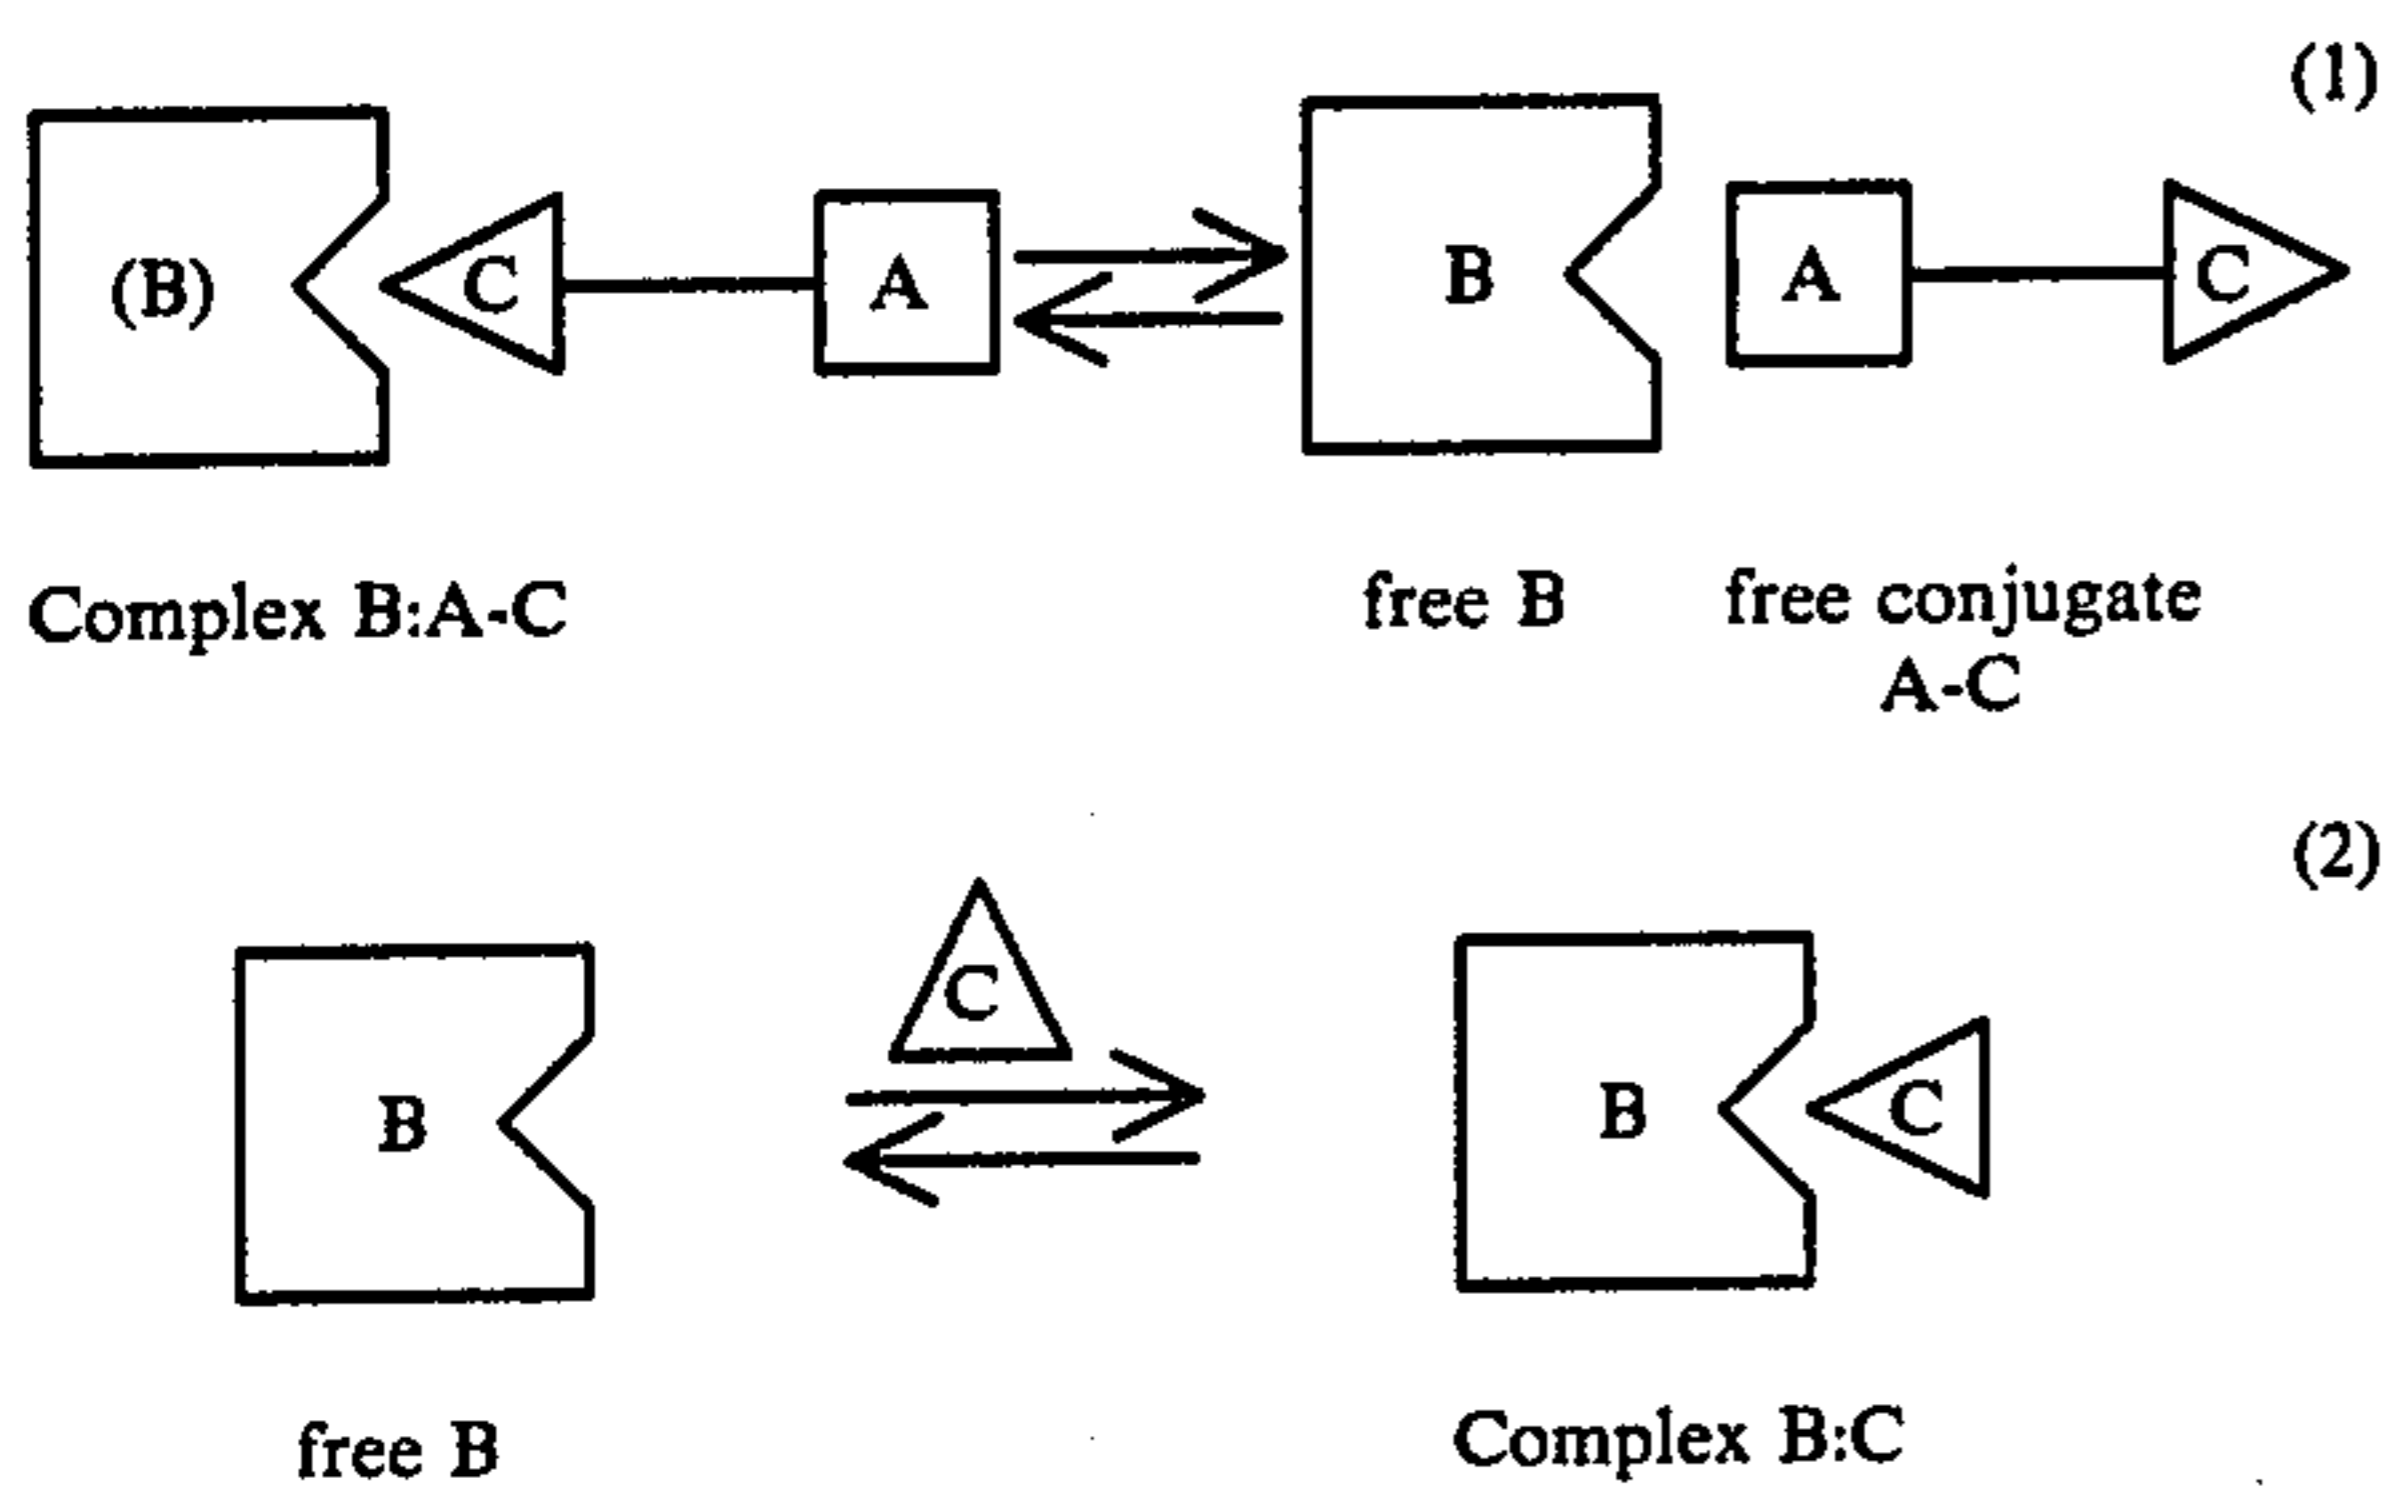 (1)
(B) C A B A C
Complex B:A-C free B free conjugate
A-C
(2)
C
B B C
free B Complex B:C